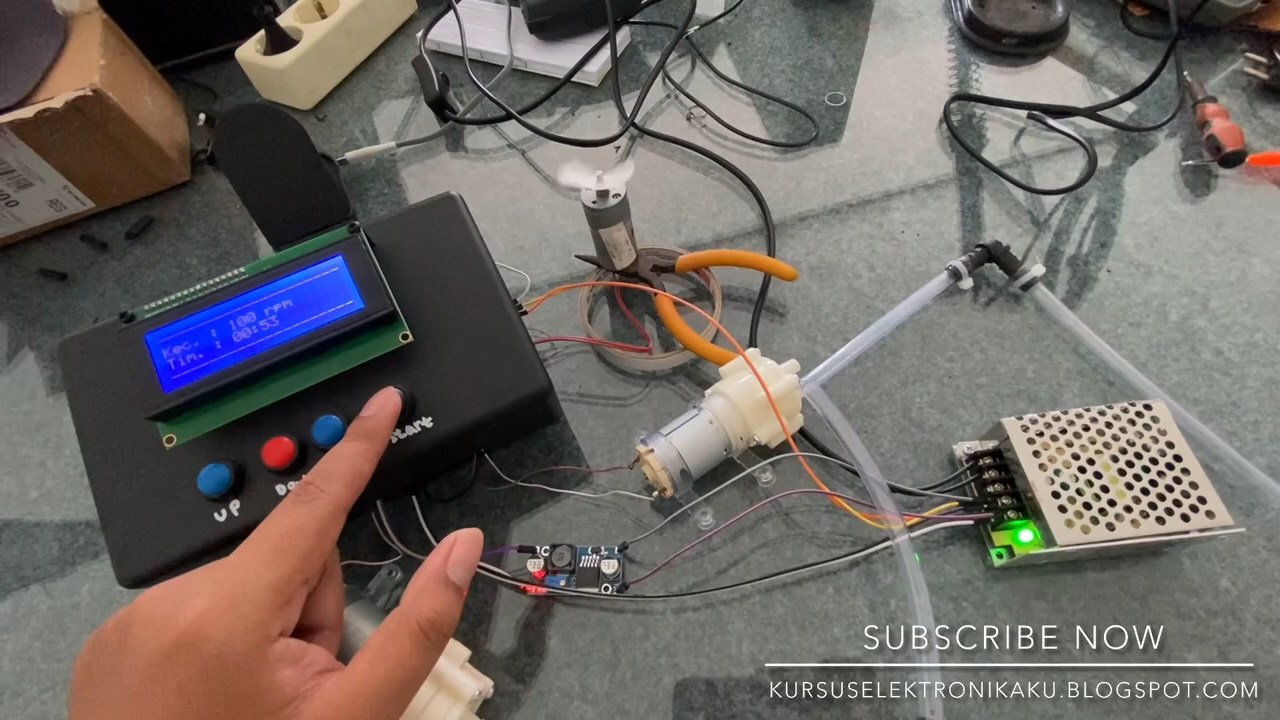 Kec. : 100 rpm
Tim. : 00:53
start
UP
SUBSCRIBE NOW
KURSUSELEKTRONIKAKU.BLOGSPOT.COM